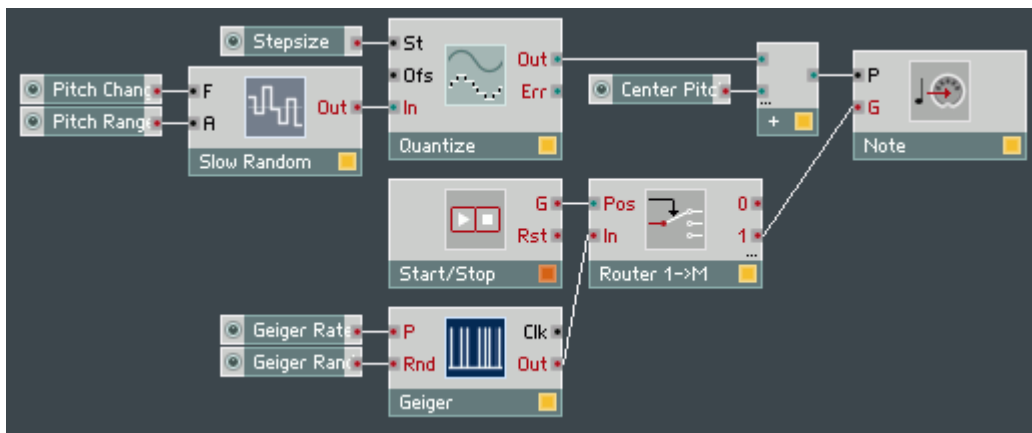 Stepsize
St
Ofs
In
Out
Err
Quantize
Pitch Chang
Pitch Range
F
A
Out
Slow Random
Center Pitc
...
+
P
G
Note
G
Rst
Start/Stop
Pos
In
0
1
...
Router 1->M
Geiger Rate
Geiger Rand
P
Rnd
Clk
Out
Geiger